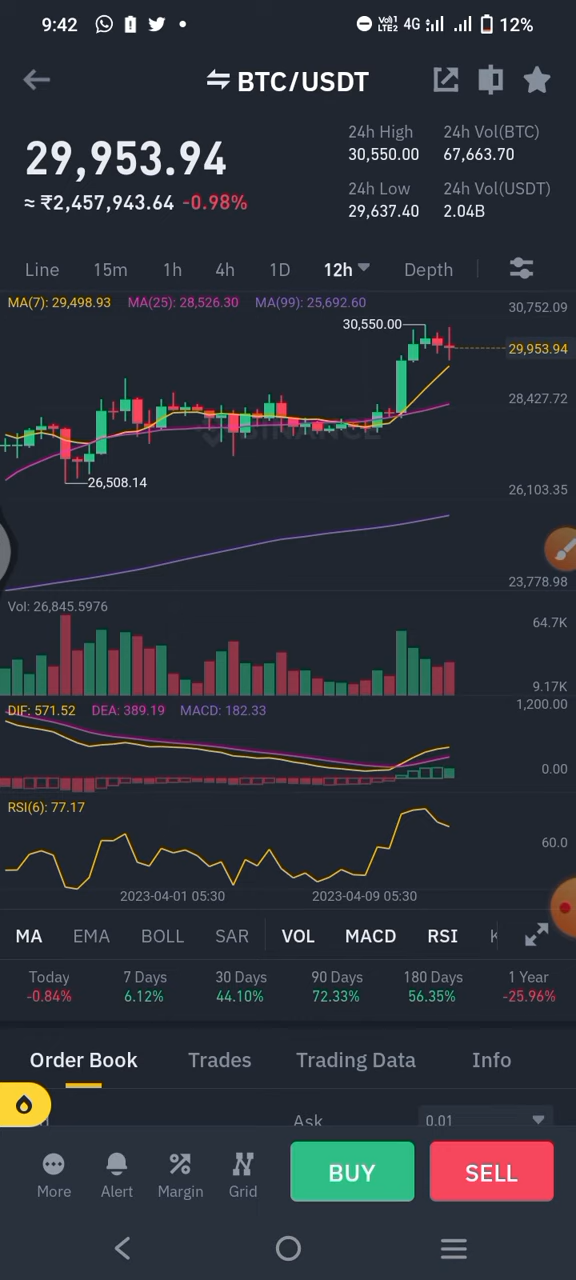 9:42 Vo)) 1 LTE2 4G 12%
BTC/USDT
29,953.94
≈ ₹2,457,943.64 -0.98%
24h High 24h Vol(BTC)
30,550.00 67,663.70
24h Low 24h Vol(USDT)
29,637.40 2.04B
Line 15m 1h 4h 1D 12h Depth
MA(7): 29,498.93 MA(25): 28,526.30 MA(99): 25,692.60
30,752.09
30,550.00
29,953.94
28,427.72
BINANCE
26,508.14
26,103.35
23,778.98
Vol: 26,845.5976
64.7K
9.17K
DIF: 571.52 DEA: 389.19 MACD: 182.33
1,200.00
0.00
RSI(6): 77.17
60.0
2023-04-01 05:30 2023-04-09 05:30
MA EMA BOLL SAR VOL MACD RSI K
Today 7 Days 30 Days 90 Days 180 Days 1 Year
-0.84% 6.12% 44.10% 72.33% 56.35% -25.96%
Order Book Trades Trading Data Info
Ask 0.01
More Alert Margin Grid
BUY SELL